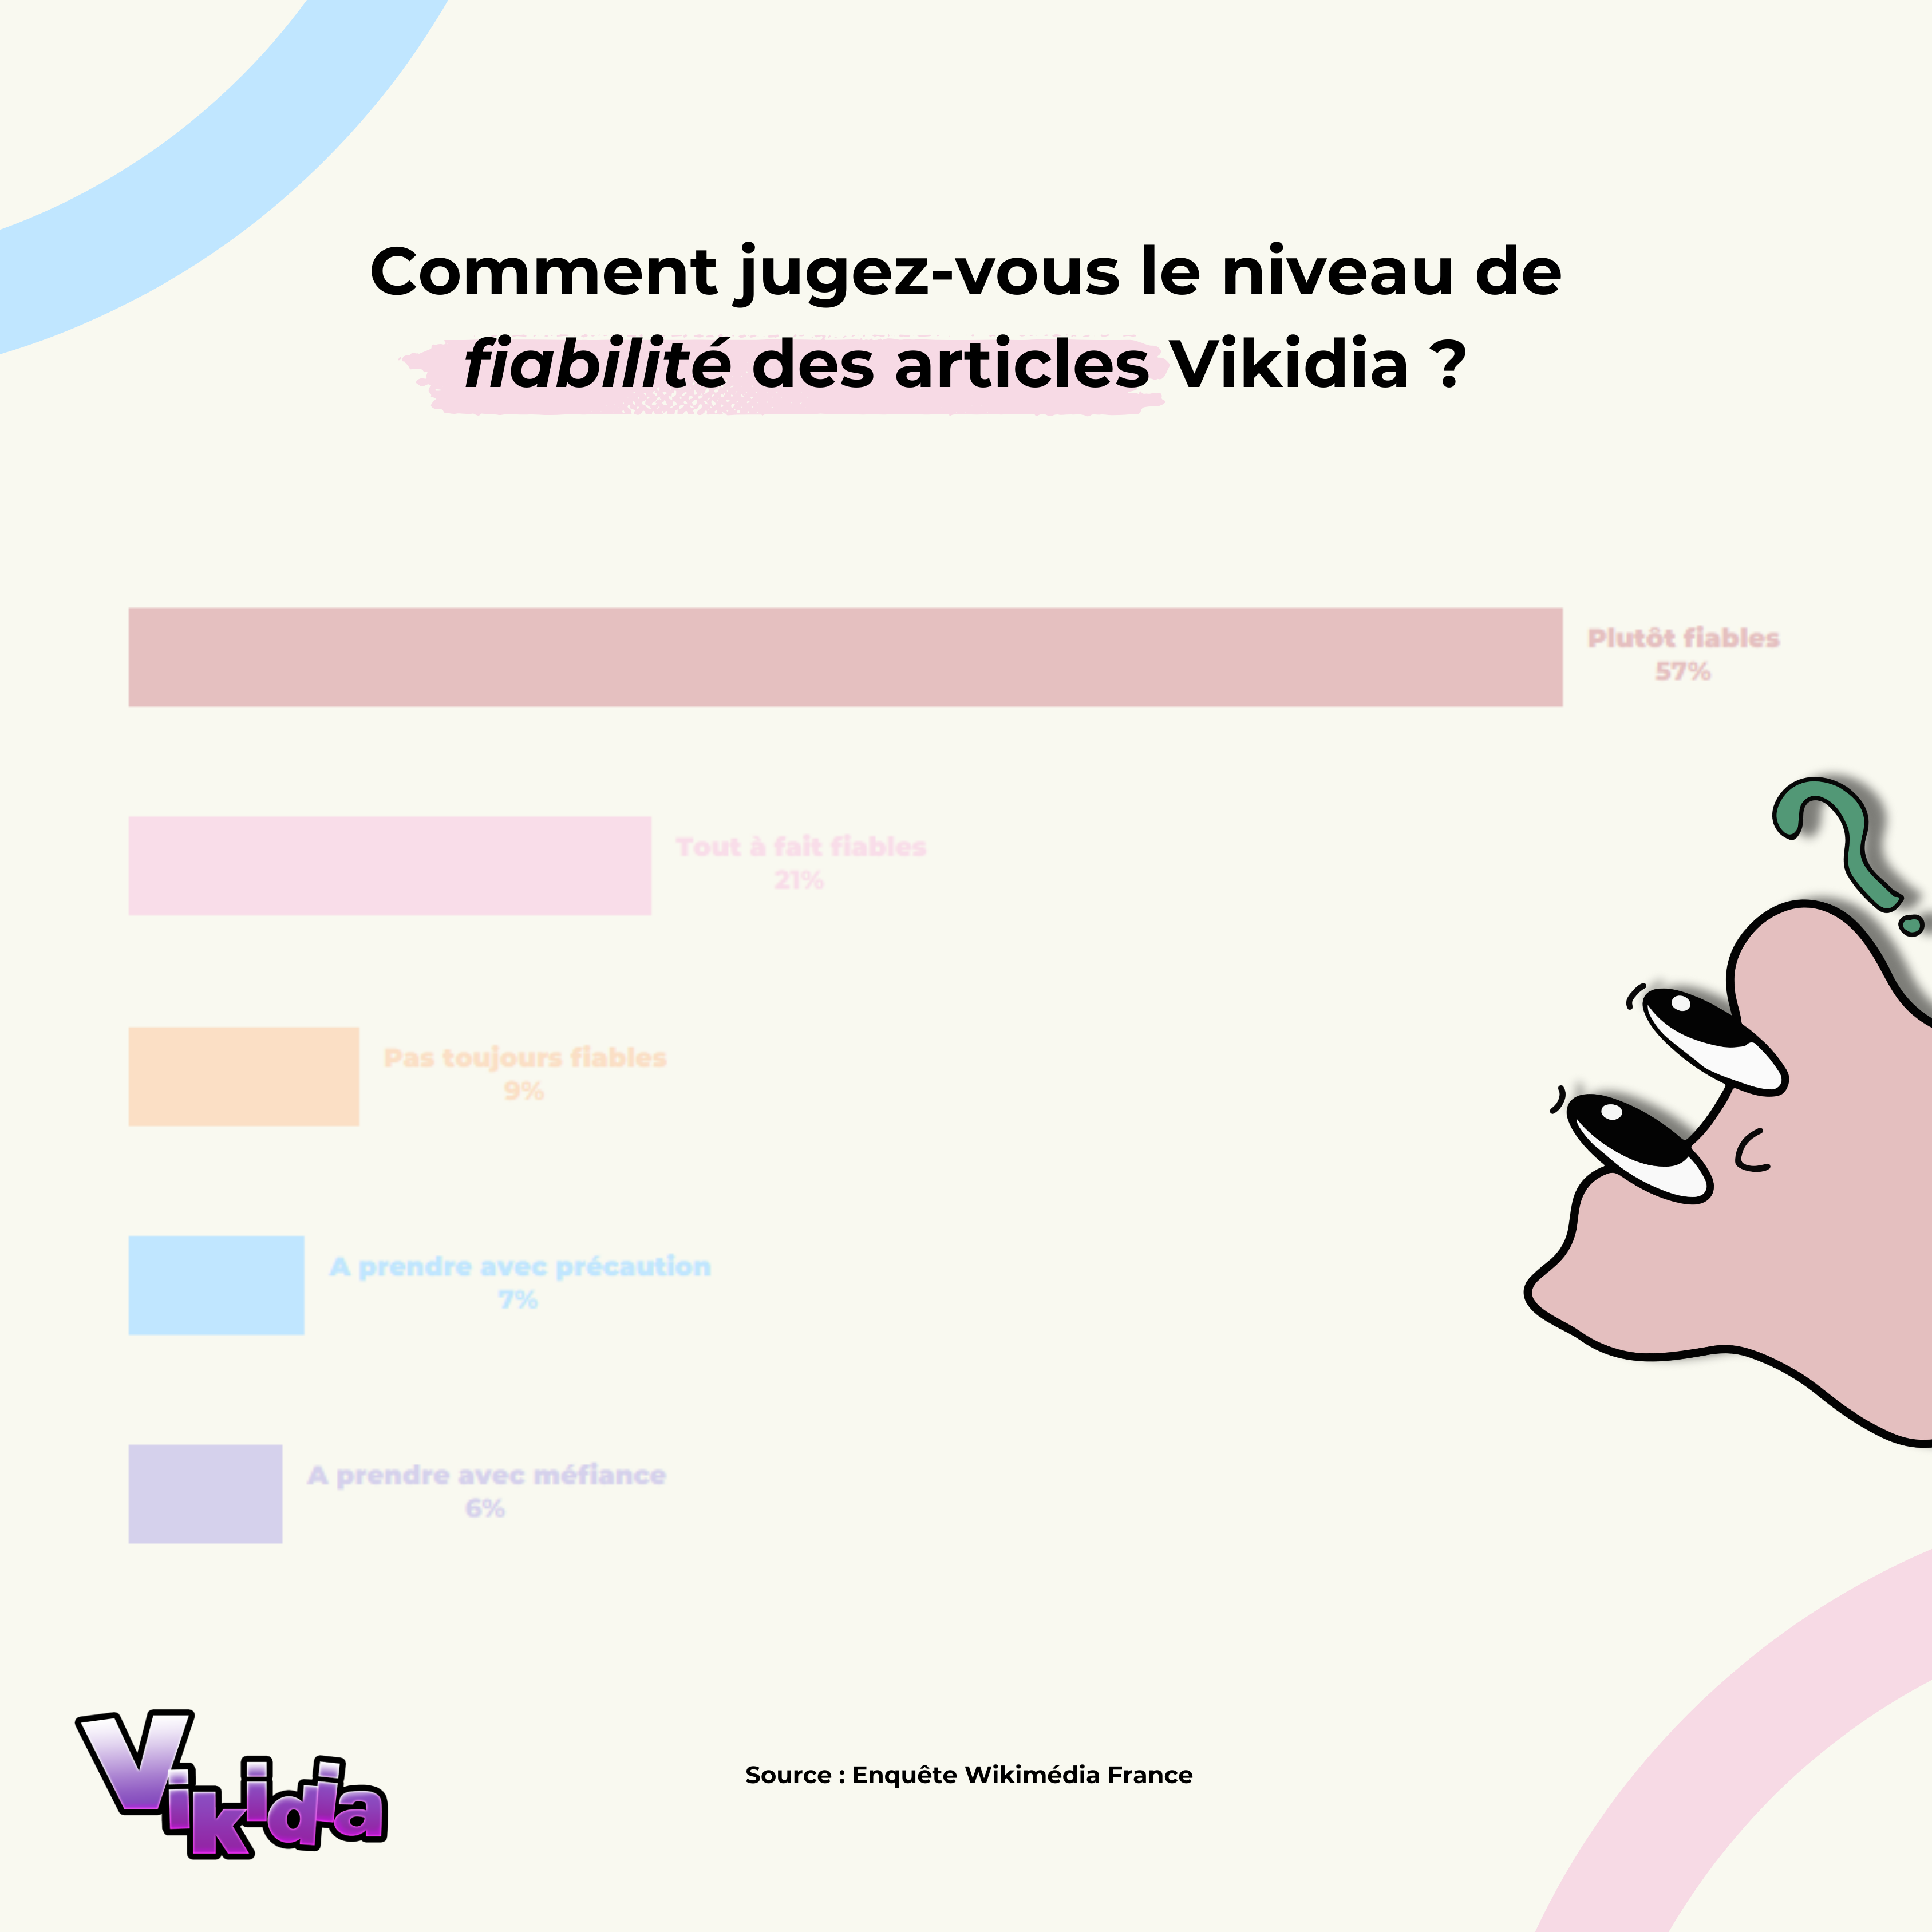 Comment jugez-vous le niveau de
fiabilité des articles Vikidia ?
Plutôt fiables
57%
Tout à fait fiables
21%
Pas toujours fiables
9%
A prendre avec précaution
7%
A prendre avec méfiance
6%
Vikidia
Source : Enquête Wikimédia France